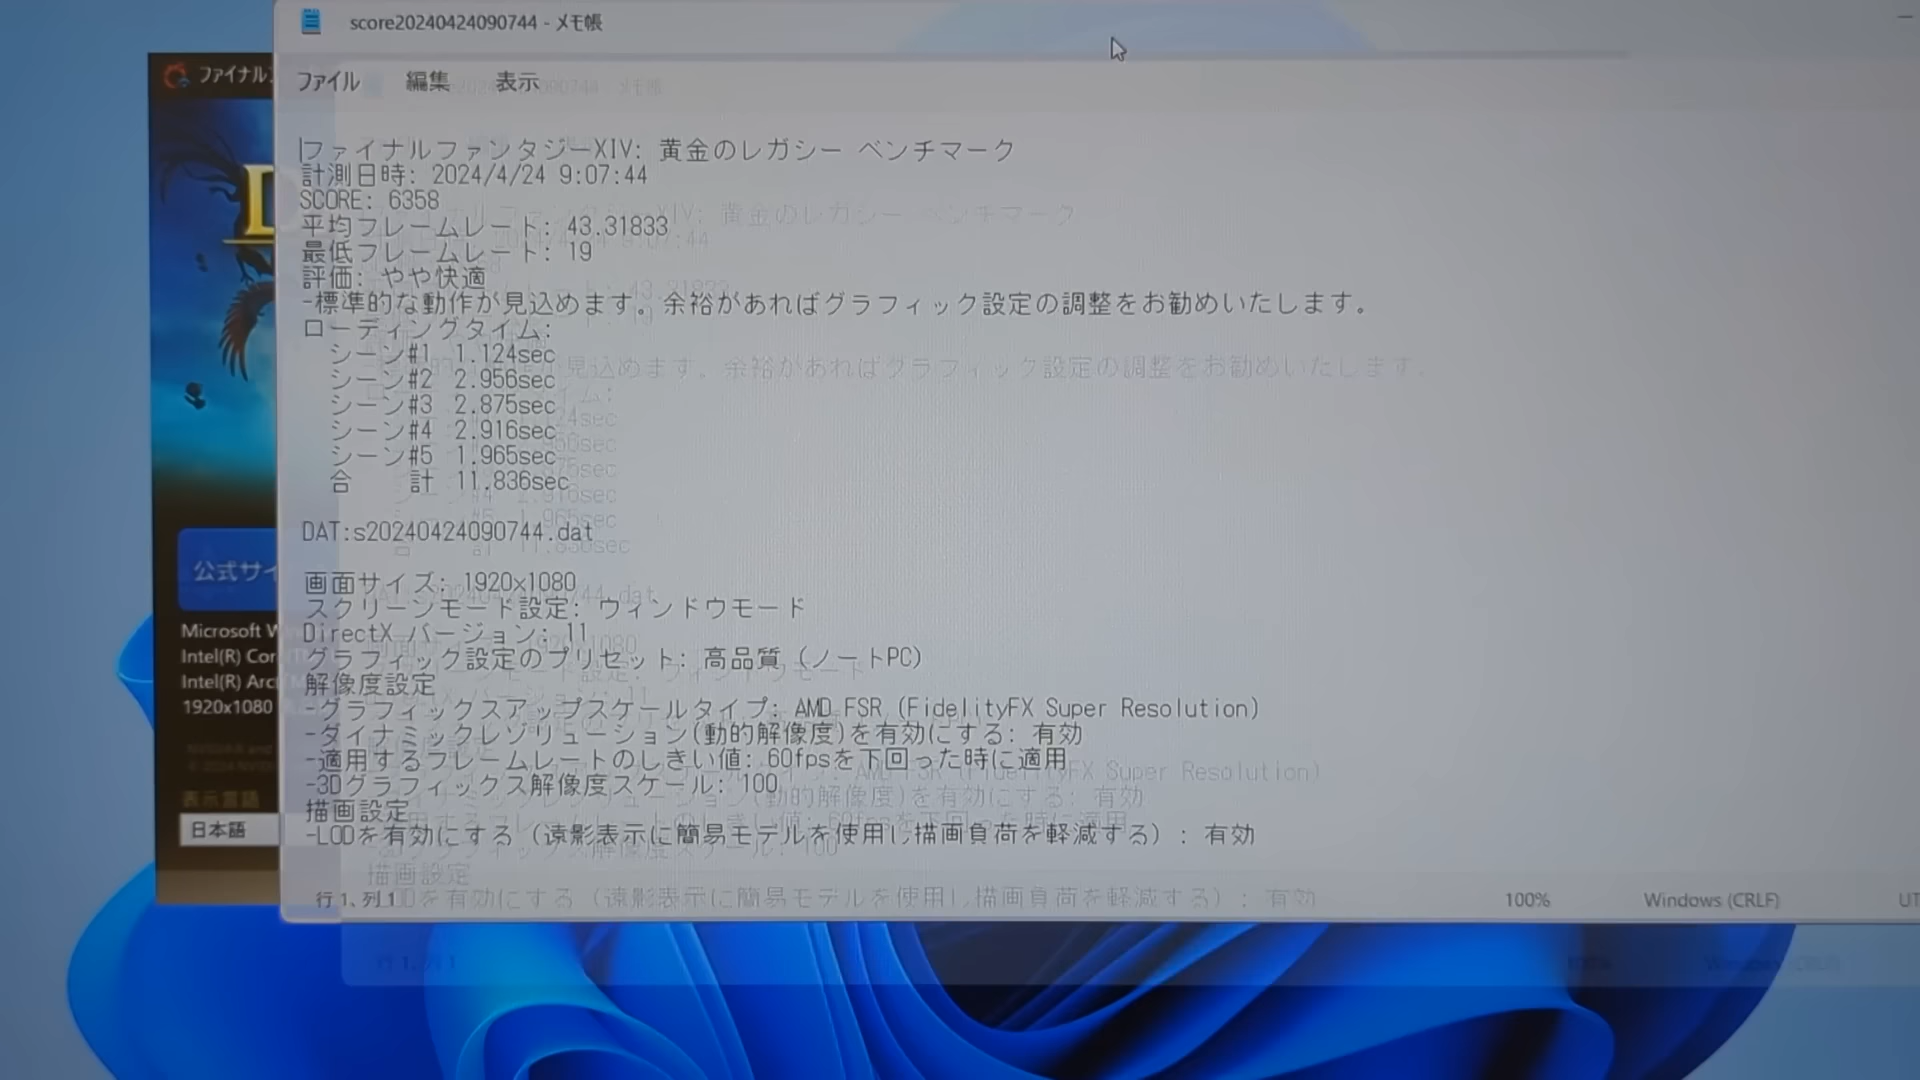 score20240424090744 - メモ帳
ファイル 編集 表示
ファイナルファンタジーXIV: 黄金のレガシー ベンチマーク
計測日時: 2024/4/24 9:07:44
SCORE: 6358
平均フレームレート: 43.31833
最低フレームレート: 19
評価: やや快適
-標準的な動作が見込めます。余裕があればグラフィック設定の調整をお勧めいたします。
ローディングタイム:
シーン#1 1.124sec
シーン#2 2.956sec
シーン#3 2.875sec
シーン#4 2.916sec
シーン#5 1.965sec
合 計 11.836sec
DAT:s20240424090744.dat
画面サイズ: 1920x1080
スクリーンモード設定: ウィンドウモード
DirectX バージョン: 11
グラフィック設定のプリセット: 高品質 (ノートPC)
解像度設定
-グラフィックスアップスケールタイプ: AMD FSR (FidelityFX Super Resolution)
-ダイナミックレゾリューション(動的解像度)を有効にする: 有効
-適用するフレームレートのしきい値: 60fpsを下回った時に適用
-3Dグラフィックス解像度スケール: 100
描画設定
-LODを有効にする (遠影表示に簡易モデルを使用し描画負荷を軽減する) : 有効
行 1、列 1 100% Windows (CRLF) UT
ファイナル
公式サイ
Microsoft W
Intel(R) Cor
Intel(R) Arc
1920x1080
表示言語
日本語